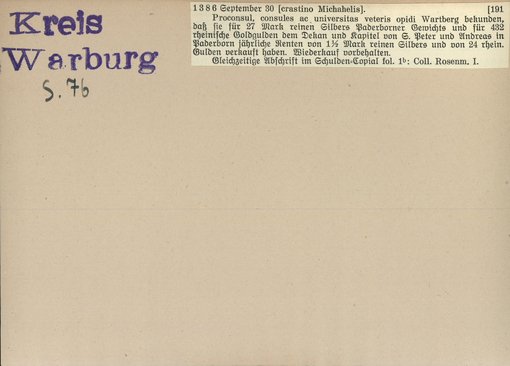 Kreis
Warburg
S. 76
1386 September 30 [crastino Michahelis]. [191
Proconsul, consules ac universitas veteris opidi Wartberg bekunden,
daß sie für 27 Mark reinen Silbers Paderborner Gewichts und für 432
rheinische Goldgulden dem Dekan und Kapitel von S. Peter und Andreas in
Paderborn jährliche Renten von 1½ Mark reinen Silbers und von 24 rhein.
Gulden verkauft haben. Wiederkauf vorbehalten.
Gleichzeitige Abschrift im Schulden-Copial fol. 1b; Coll. Rosenm. I.